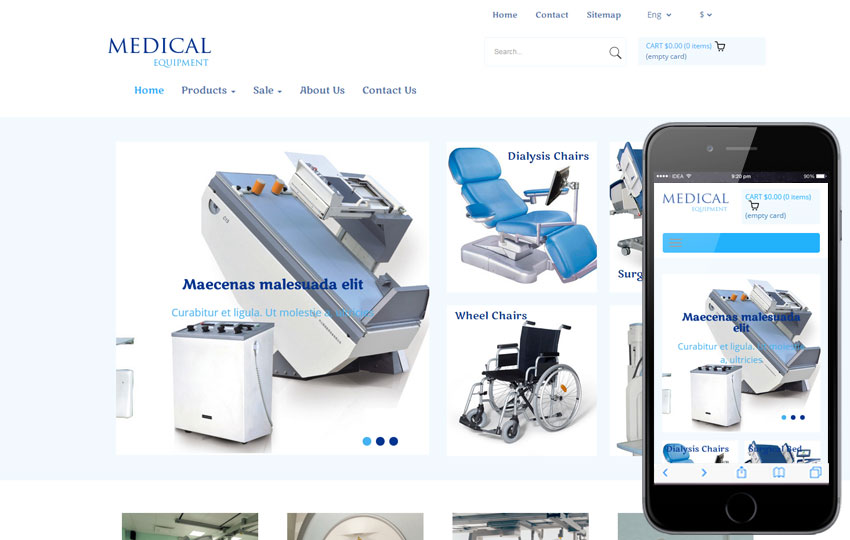 Home Contact Sitemap Eng $
MEDICAL
EQUIPMENT
Search...
CART $0.00 (0 items)
(empty card)
Home Products Sale About Us Contact Us
Dialysis Chairs
Maecenas malesuada elit
Curabitur et ligula. Ut molestie a, ultricies
Surg
Wheel Chairs
IDEA 9:20 pm 90%
MEDICAL
EQUIPMENT
CART $0.00 (0 items)
(empty card)
Maecenas malesuada
elit
Curabitur et ligula. Ut molestie
a, ultricies
Dialysis Chairs Surgical Bed